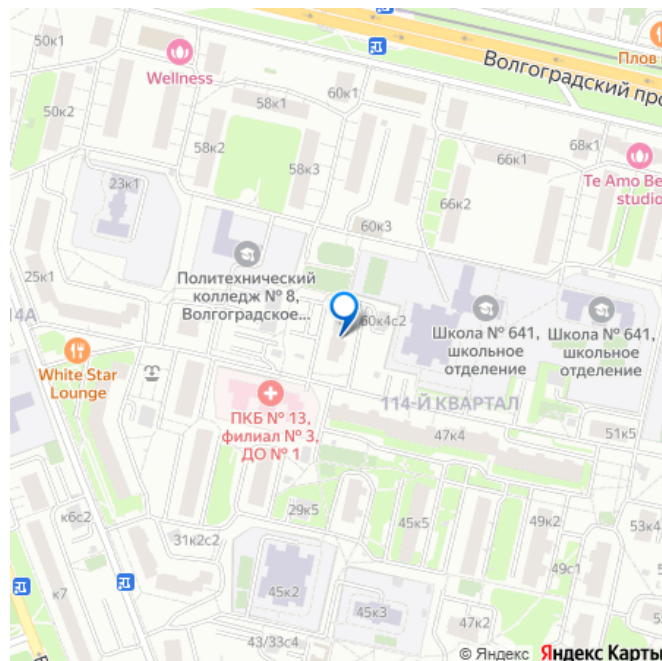 50к1
Wellness
60к1
Волгоградский про
Плов
58к1
50к2
58к2
58к3
66к1
68к1
Te Amo Be
studio
23к1
66к2
60к3
Политехнический
колледж № 8,
Волгоградское...
25к1
14А
60к4с2
Школа № 641,
школьное
отделение
Школа № 641,
школьное
отделение
White Star
Lounge
ПКБ № 13,
филиал № 3,
ДО № 1
114-Й КВАРТАЛ
47к4
51к5
29к5
45к5
49к2
53к4
к6с2
31к2с2
49с1
к7
45к2
45к3
47к2
43/33с4
© Яндекс Яндекс Карты